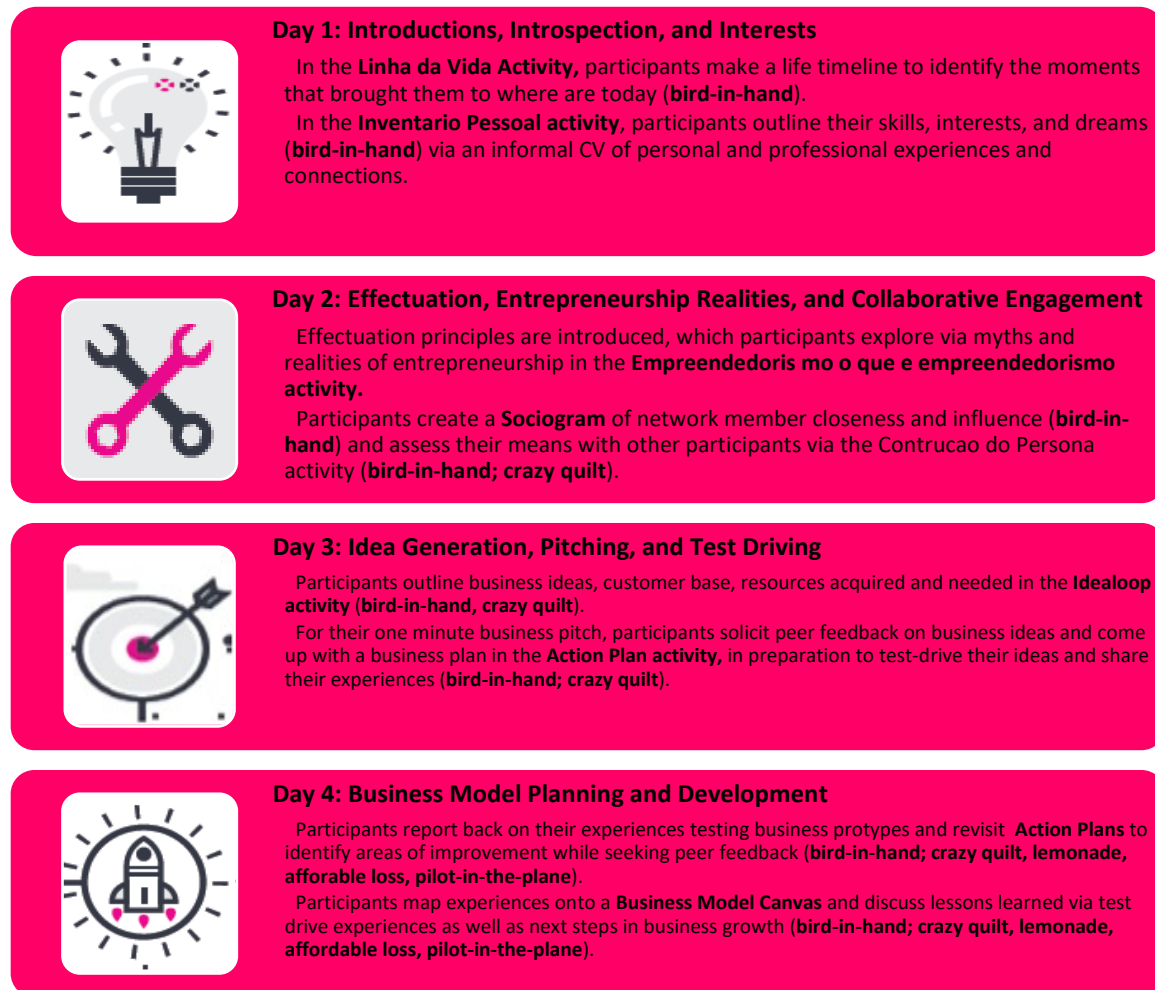 Day 1: Introductions, Introspection, and Interests
In the Linha da Vida Activity, participants make a life timeline to identify the moments
that brought them to where are today (bird-in-hand).
In the Inventario Pessoal activity, participants outline their skills, interests, and dreams
(bird-in-hand) via an informal CV of personal and professional experiences and
connections.
Day 2: Effectuation, Entrepreneurship Realities, and Collaborative Engagement
Effectuation principles are introduced, which participants explore via myths and
realities of entrepreneurship in the Empreendedoris mo o que e empreendedorismo
activity.
Participants create a Sociogram of network member closeness and influence (bird-in-
hand) and assess their means with other participants via the Contrucao do Persona
activity (bird-in-hand; crazy quilt).
Day 3: Idea Generation, Pitching, and Test Driving
Participants outline business ideas, customer base, resources acquired and needed in the Idealoop
activity (bird-in-hand, crazy quilt).
For their one minute business pitch, participants solicit peer feedback on business ideas and come
up with a business plan in the Action Plan activity, in preparation to test-drive their ideas and share
their experiences (bird-in-hand; crazy quilt).
Day 4: Business Model Planning and Development
Participants report back on their experiences testing business protypes and revisit Action Plans to
identify areas of improvement while seeking peer feedback (bird-in-hand; crazy quilt, lemonade,
afforable loss, pilot-in-the-plane).
Participants map experiences onto a Business Model Canvas and discuss lessons learned via test
drive experiences as well as next steps in business growth (bird-in-hand; crazy quilt, lemonade,
affordable loss, pilot-in-the-plane).